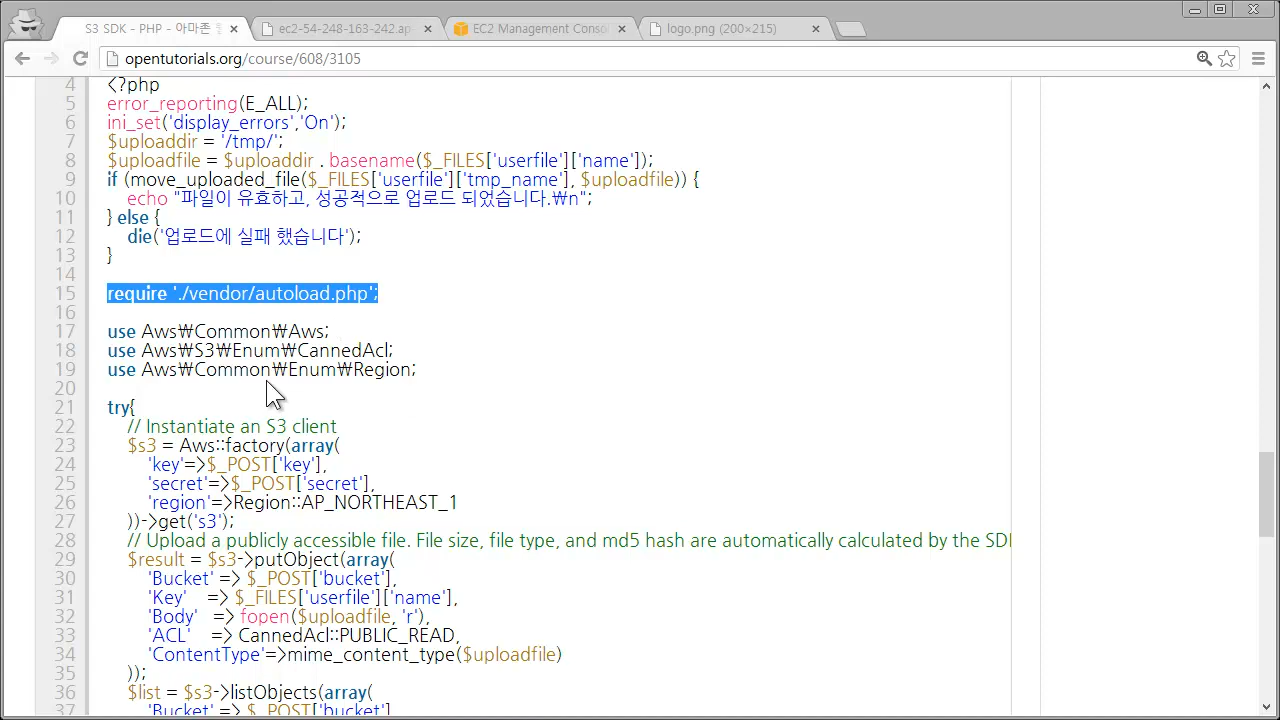 S3 SDK - PHP - 아마존
ec2-54-248-163-242.ap-
EC2 Management Conso
logo.png (200×215)
opentutorials.org/course/608/3105
4 <?php
5 error_reporting(E_ALL);
6 ini_set('display_errors','On');
7 $uploaddir = '/tmp/';
8 $uploadfile = $uploaddir . basename($_FILES['userfile']['name']);
9 if (move_uploaded_file($_FILES['userfile']['tmp_name'], $uploadfile)) {
10 echo "파일이 유효하고, 성공적으로 업로드 되었습니다.₩n";
11 } else {
12 die('업로드에 실패 했습니다');
13 }
14
15 require './vendor/autoload.php';
16
17 use Aws₩Common₩Aws;
18 use Aws₩S3₩Enum₩CannedAcl;
19 use Aws₩Common₩Enum₩Region;
20
21 try{
22 // Instantiate an S3 client
23 $s3 = Aws::factory(array(
24 'key'=>$_POST['key'],
25 'secret'=>$_POST['secret'],
26 'region'=>Region::AP_NORTHEAST_1
27 ))->get('s3');
28 // Upload a publicly accessible file. File size, file type, and md5 hash are automatically calculated by the SD
29 $result = $s3->putObject(array(
30 'Bucket' => $_POST['bucket'],
31 'Key' => $_FILES['userfile']['name'],
32 'Body' => fopen($uploadfile, 'r'),
33 'ACL' => CannedAcl::PUBLIC_READ,
34 'ContentType'=>mime_content_type($uploadfile)
35 ));
36 $list = $s3->listObjects(array(
37 'Bucket' => $_POST['bucket']